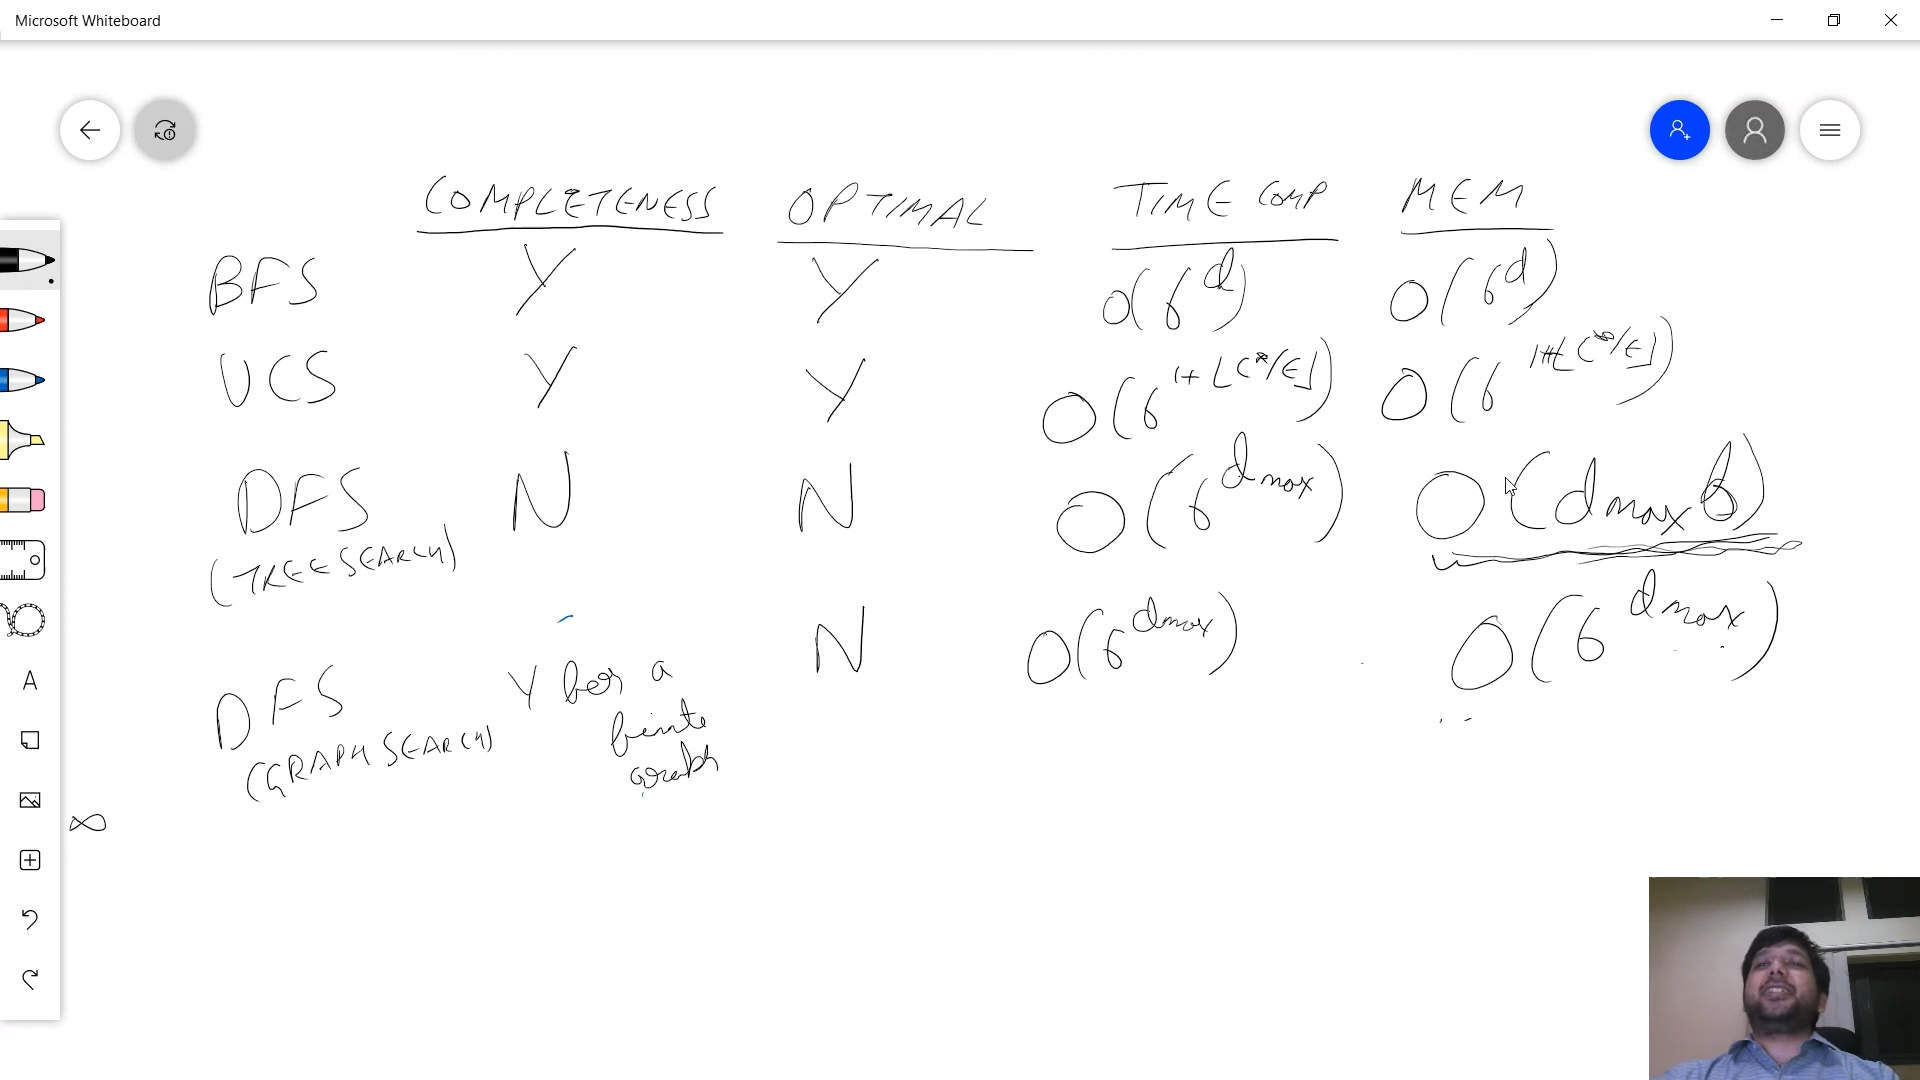 Microsoft Whiteboard
COMPLETENESS OPTIMAL TIME COMP MEM
BFS Y Y O(b^d) O(b^d)
UCS Y Y O(b^1+⌊C*/ε⌋) O(b^1+⌊C*/ε⌋)
DFS N N O(b^dmax) O(dmax b)
(TREE SEARCH)
DFS Y for a N O(b^dmax) O(b^dmax)
finite
(GRAPH SEARCH) graph
∞
A